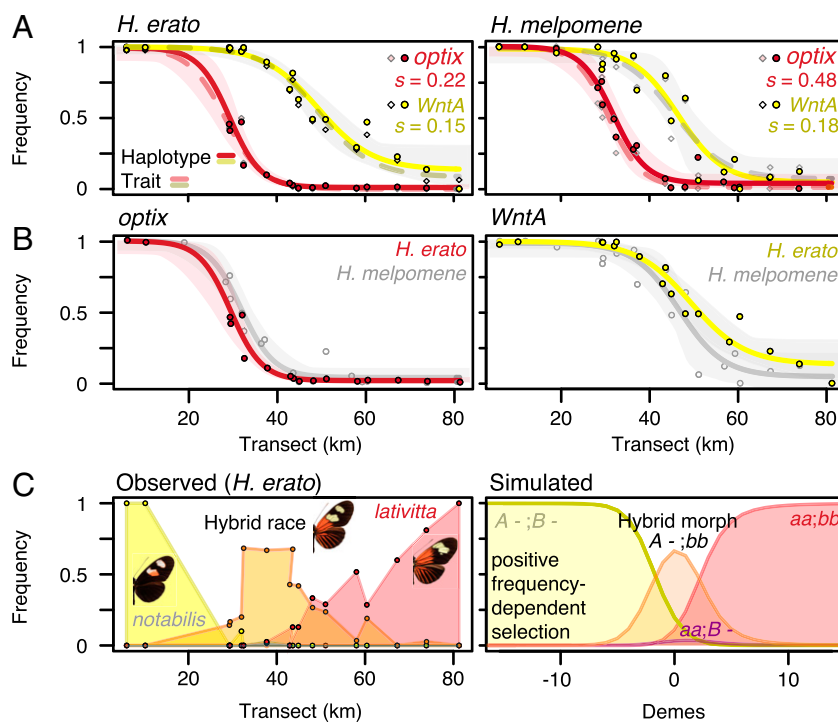 A
H. erato
H. melpomene
Frequency
1
0.5
0
optix
s = 0.22
WntA
s = 0.15
Haplotype
Trait
optix
s = 0.48
WntA
s = 0.18
B
optix
WntA
Frequency
1
0.5
0
H. erato
H. melpomene
H. erato
H. melpomene
20 40 60 80
20 40 60 80
Transect (km)
Transect (km)
C
Observed (H. erato)
Simulated
Frequency
1
0.5
0
Hybrid race
lativitta
notabilis
A - ;B -
Hybrid morph
A - ;bb
aa;bb
positive
frequency-
dependent
selection
aa;B -
20 40 60 80
-10 0 10
Transect (km)
Demes